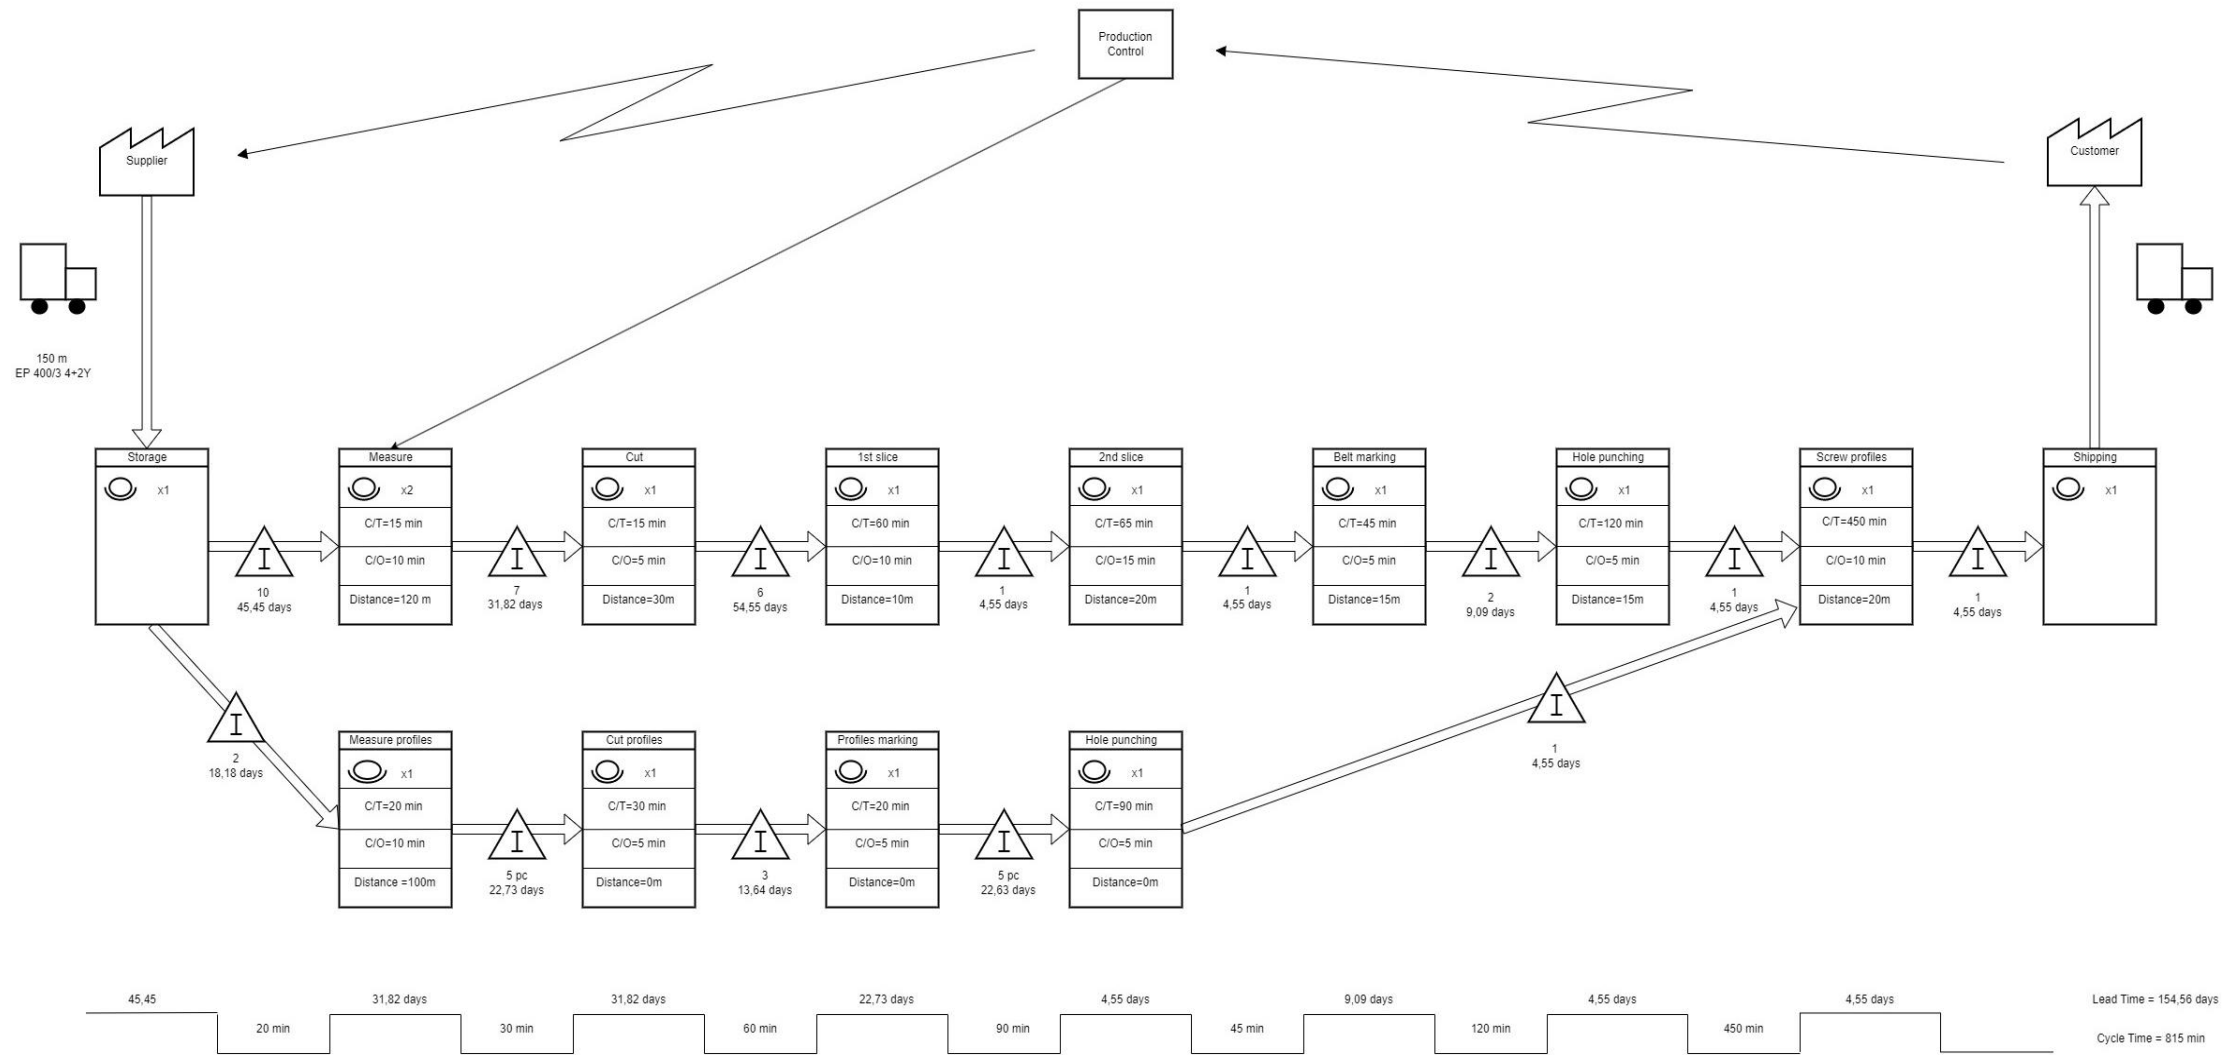 Production
Control
Supplier
Customer
150 m
EP 400/3 4+2Y
Storage
x1
Measure
x2
C/T=15 min
C/O=10 min
Distance=120 m
Cut
x1
C/T=15 min
C/O=5 min
Distance=30m
1st slice
x1
C/T=60 min
C/O=10 min
Distance=10m
2nd slice
x1
C/T=65 min
C/O=15 min
Distance=20m
Belt marking
x1
C/T=45 min
C/O=5 min
Distance=15m
Hole punching
x1
C/T=120 min
C/O=5 min
Distance=15m
Screw profiles
x1
C/T=450 min
C/O=10 min
Distance=20m
Shipping
x1
I
10
45,45 days
I
7
31,82 days
I
6
54,55 days
I
1
4,55 days
I
1
4,55 days
I
2
9,09 days
I
1
4,55 days
I
1
4,55 days
I
2
18,18 days
Measure profiles
x1
C/T=20 min
C/O=10 min
Distance =100m
I
5 pc
22,73 days
Cut profiles
x1
C/T=30 min
C/O=5 min
Distance=0m
I
3
13,64 days
Profiles marking
x1
C/T=20 min
C/O=5 min
Distance=0m
I
5 pc
22,63 days
Hole punching
x1
C/T=90 min
C/O=5 min
Distance=0m
I
1
4,55 days
45,45
31,82 days
31,82 days
22,73 days
4,55 days
9,09 days
4,55 days
4,55 days
Lead Time = 154,56 days
20 min
30 min
60 min
90 min
45 min
120 min
450 min
Cycle Time = 815 min